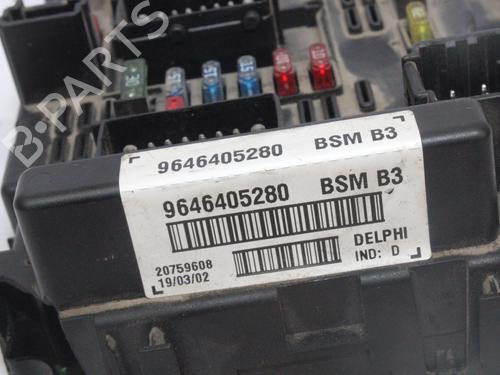 9646405280 BSM B3
9646405280 BSM B3
20759608
19/03/02
DELPHI
IND: D
B-PARTS